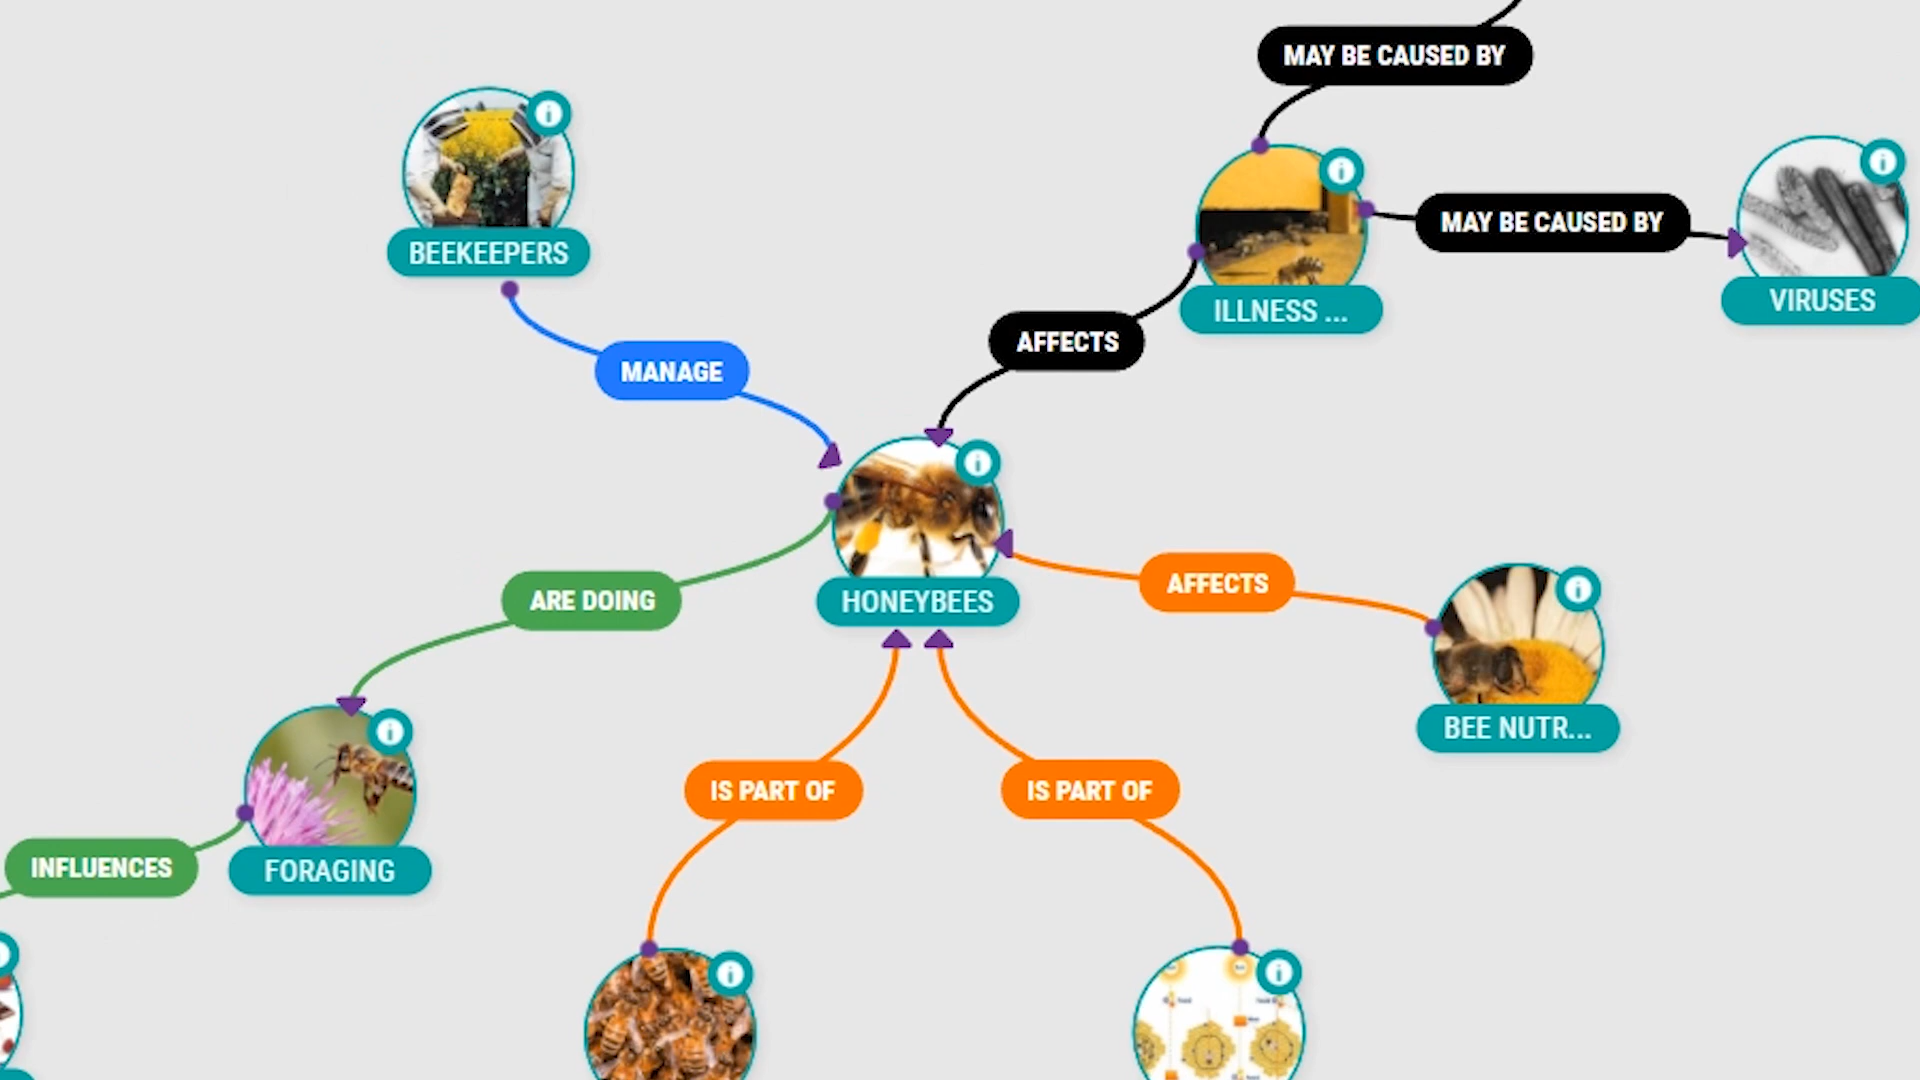 MAY BE CAUSED BY
BEEKEEPERS
MAY BE CAUSED BY
ILLNESS ...
VIRUSES
AFFECTS
MANAGE
HONEYBEES
AFFECTS
ARE DOING
BEE NUTR...
IS PART OF
IS PART OF
INFLUENCES
FORAGING